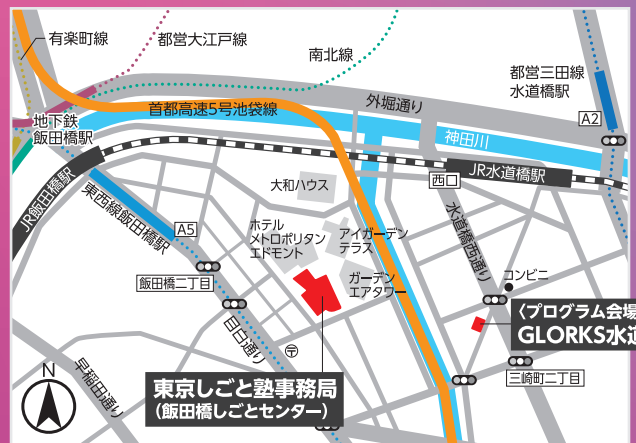 有楽町線
都営大江戸線
南北線
都営三田線
水道橋駅
外堀通り
首都高速5号池袋線
A2
地下鉄
飯田橋駅
神田川
JR飯田橋駅
JR水道橋駅
西口
大和ハウス
東西線飯田橋駅
A5
ホテル
メトロポリタン
エドモント
アイガーデン
テラス
水道橋西通り
飯田橋二丁目
ガーデン
エアタワー
コンビニ
目白通り
〈プログラム会場
GLORKS水道
〒
早稲田通り
N
東京しごと塾事務局
(飯田橋しごとセンター)
三崎町二丁目